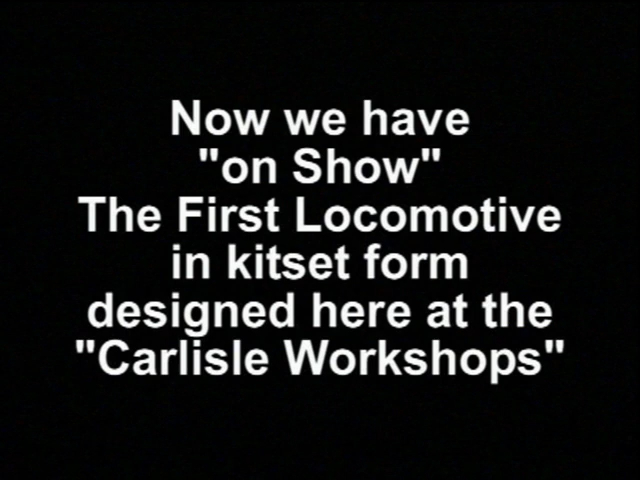 Now we have
"on Show"
The First Locomotive
in kitset form
designed here at the
"Carlisle Workshops"